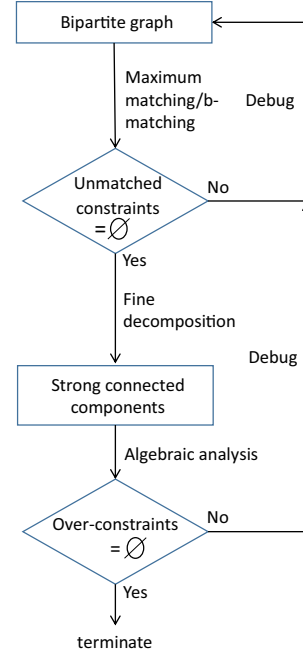 Bipartite graph
Maximum
matching/b-
matching
Debug
Unmatched
constraints
=∅
No
Yes
Fine
decomposition
Debug
Strong connected
components
Algebraic analysis
Over-constraints
= ∅
No
Yes
terminate